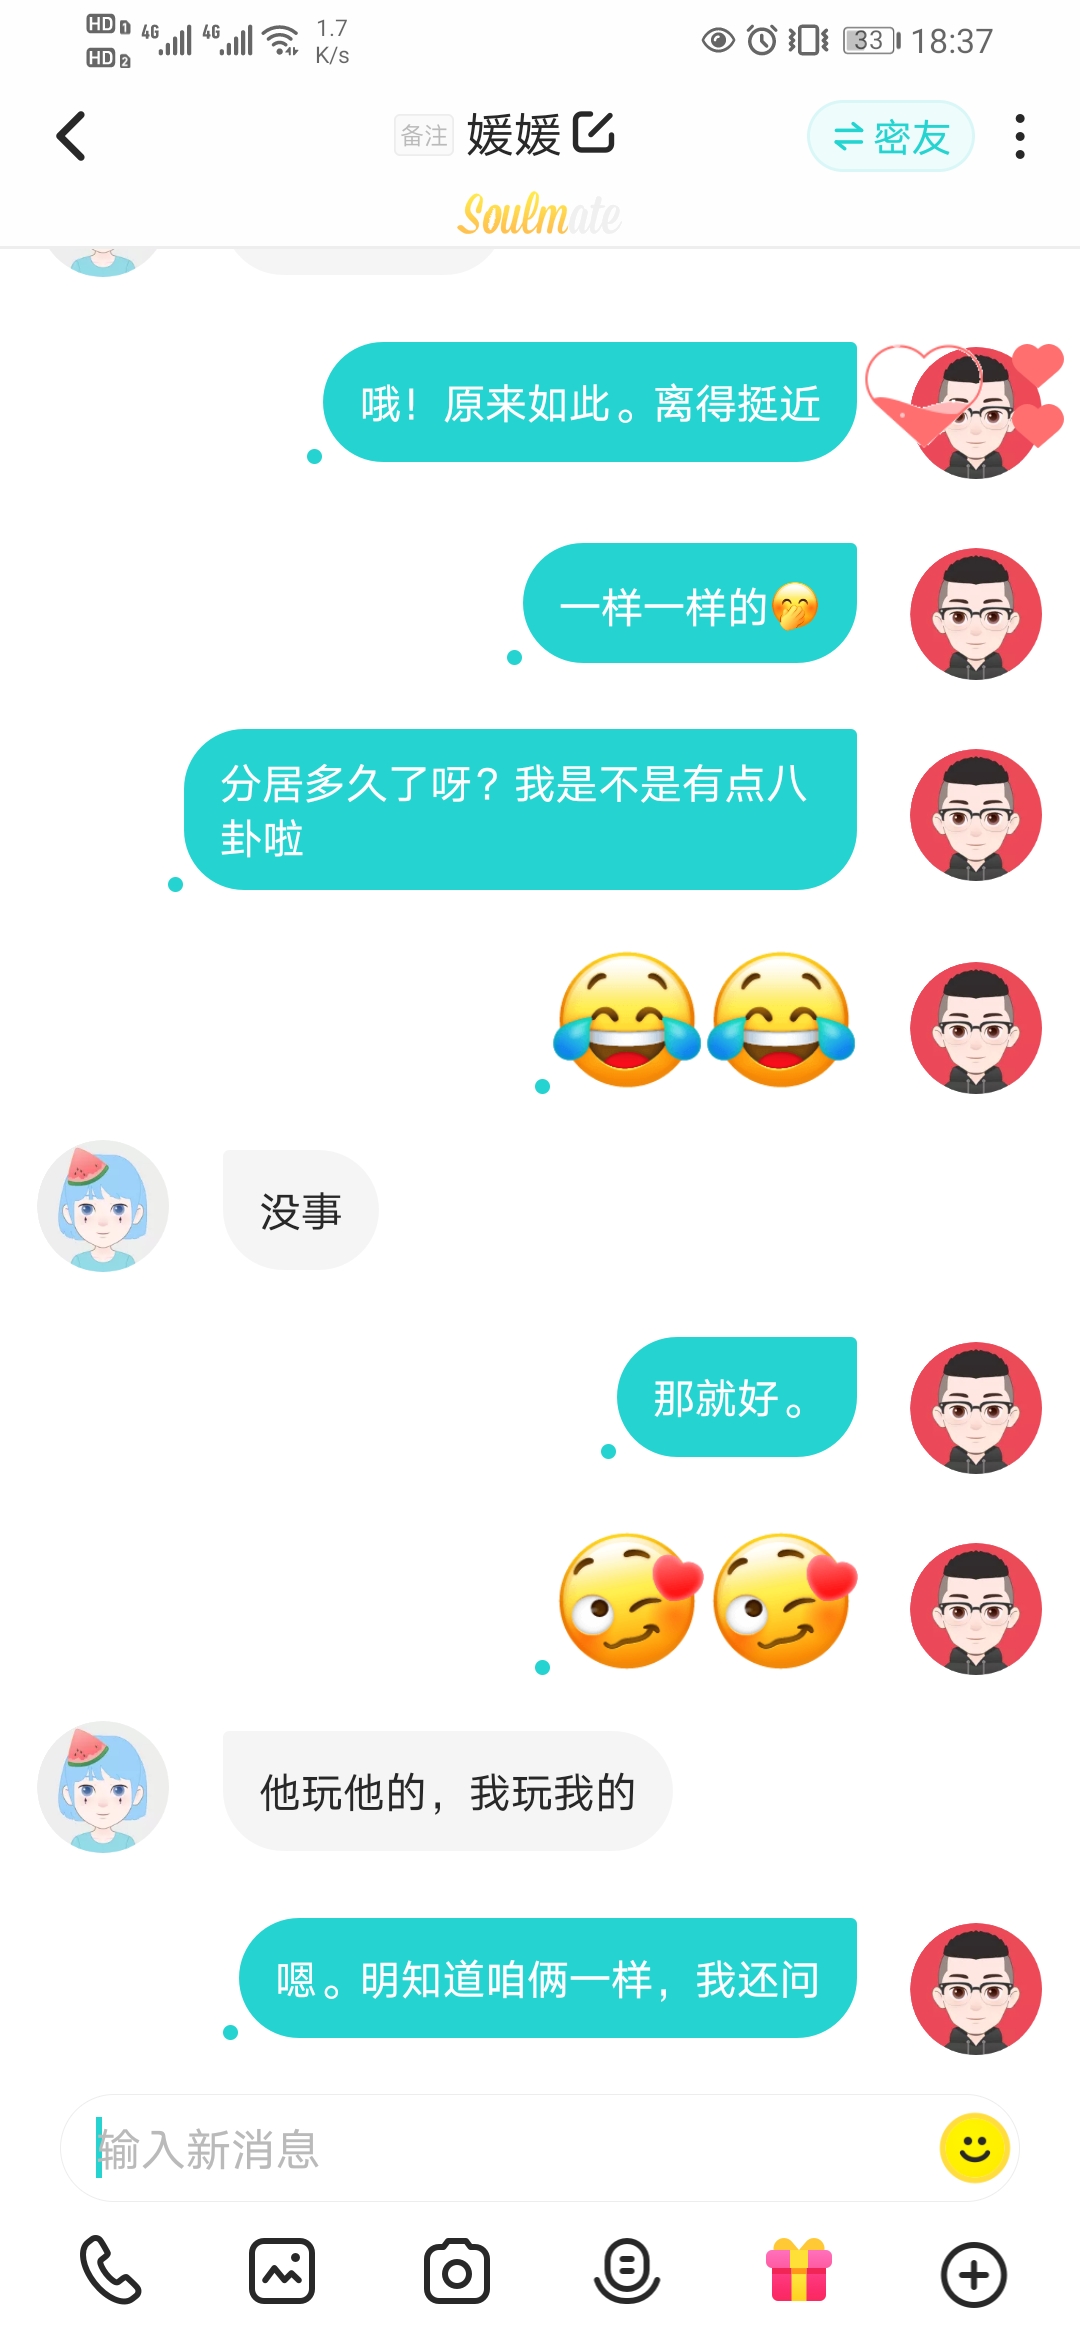 HD 1 4G 4G 1.7
HD 2 K/s
33 18:37
备注 媛媛 密友
Soulmate
哦！原来如此。离得挺近
一样一样的🤭
分居多久了呀？我是不是有点八
卦啦
😂😂
没事
那就好。
他玩他的，我玩我的
嗯。明知道咱俩一样，我还问
输入新消息